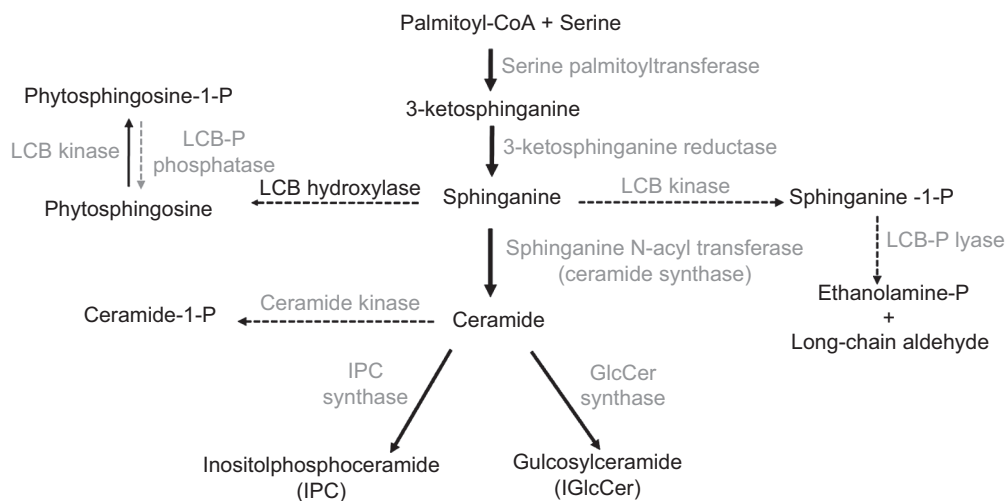 Palmitoyl-CoA + Serine
Serine palmitoyltransferase
Phytosphingosine-1-P
3-ketosphinganine
LCB kinase
LCB-P
phosphatase
3-ketosphinganine reductase
Phytosphingosine
LCB hydroxylase
Sphinganine
LCB kinase
Sphinganine -1-P
LCB-P lyase
Sphinganine N-acyl transferase
(ceramide synthase)
Ethanolamine-P
+
Long-chain aldehyde
Ceramide-1-P
Ceramide kinase
Ceramide
IPC
synthase
GlcCer
synthase
Inositolphosphoceramide
(IPC)
Gulcosylceramide
(IGlcCer)